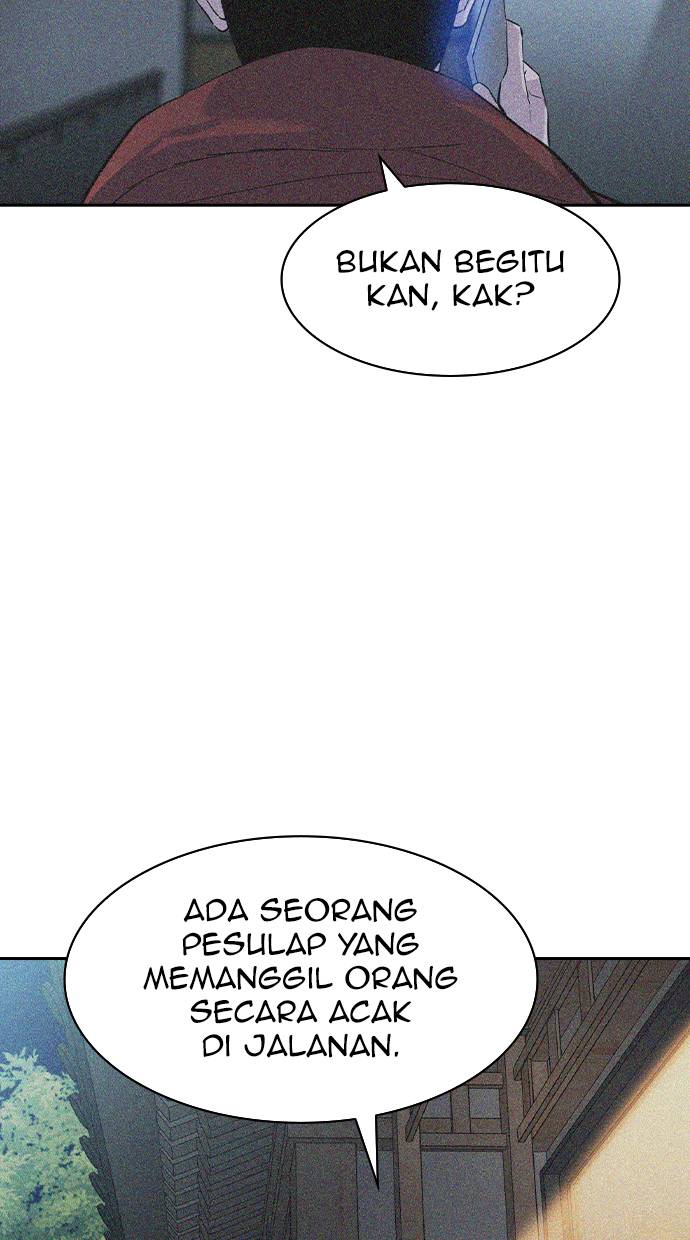 BUKAN BEGITU
KAN, KAK?
ADA SEORANG
PESULAP YANG
MEMANGGIL ORANG
SECARA ACAK
DI JALANAN.